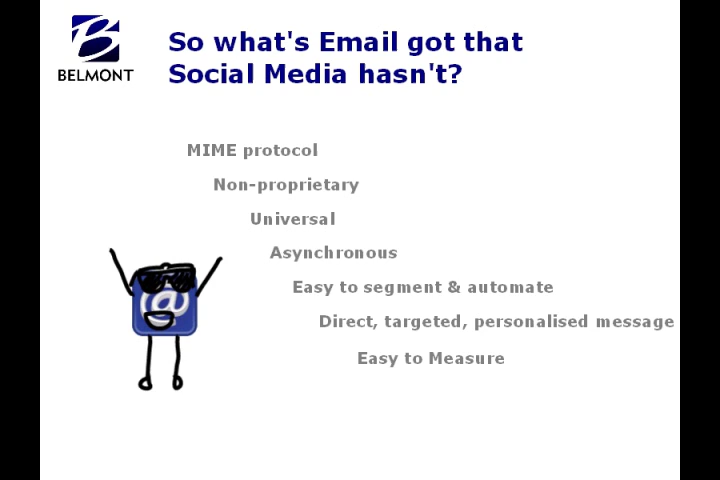 BELMONT
So what's Email got that
Social Media hasn't?
MIME protocol
Non-proprietary
Universal
Asynchronous
Easy to segment & automate
Direct, targeted, personalised message
Easy to Measure
@